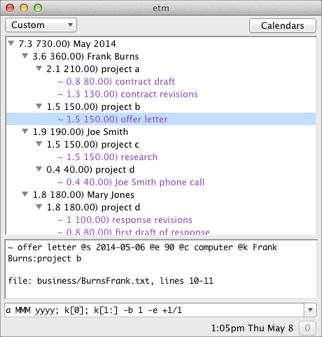 etm
Custom
Calendars
7.3 730.00) May 2014
3.6 360.00) Frank Burns
2.1 210.00) project a
~ 0.8 80.00) contract draft
~ 1.3 130.00) contract revisions
1.5 150.00) project b
~ 1.5 150.00) offer letter
1.9 190.00) Joe Smith
1.5 150.00) project c
~ 1.5 150.00) research
0.4 40.00) project d
~ 0.4 40.00) Joe Smith phone call
1.8 180.00) Mary Jones
1.8 180.00) project d
~ 1 100.00) response revisions
~ 0.8 80.00) first draft of response
~ offer letter @s 2014-05-06 @e 90 @c computer @k Frank
Burns:project b
file: business/BurnsFrank.txt, lines 10-11
a MMM yyyy; k[0]; k[1:] -b 1 -e +1/1
1:05pm Thu May 8
0